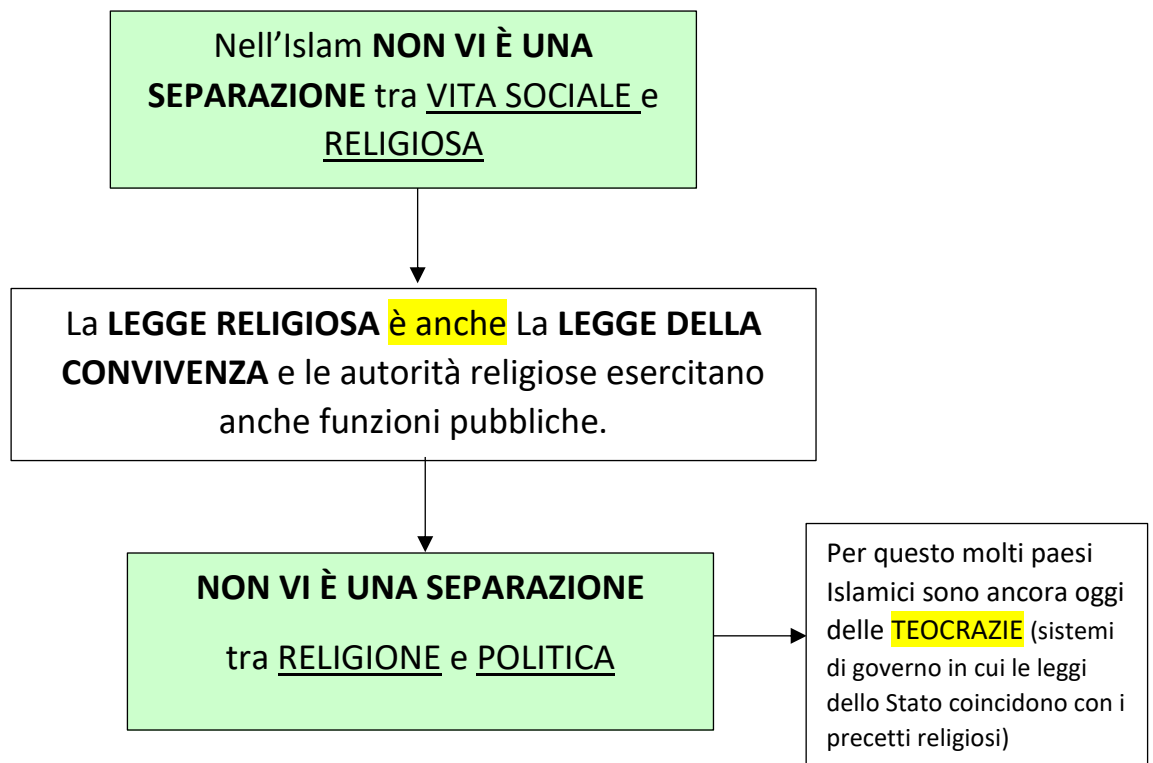 Nell’Islam NON VI È UNA
SEPARAZIONE tra VITA SOCIALE e
RELIGIOSA
La LEGGE RELIGIOSA è anche La LEGGE DELLA
CONVIVENZA e le autorità religiose esercitano
anche funzioni pubbliche.
NON VI È UNA SEPARAZIONE
tra RELIGIONE e POLITICA
Per questo molti paesi
Islamici sono ancora oggi
delle TEOCRAZIE (sistemi
di governo in cui le leggi
dello Stato coincidono con i
precetti religiosi)